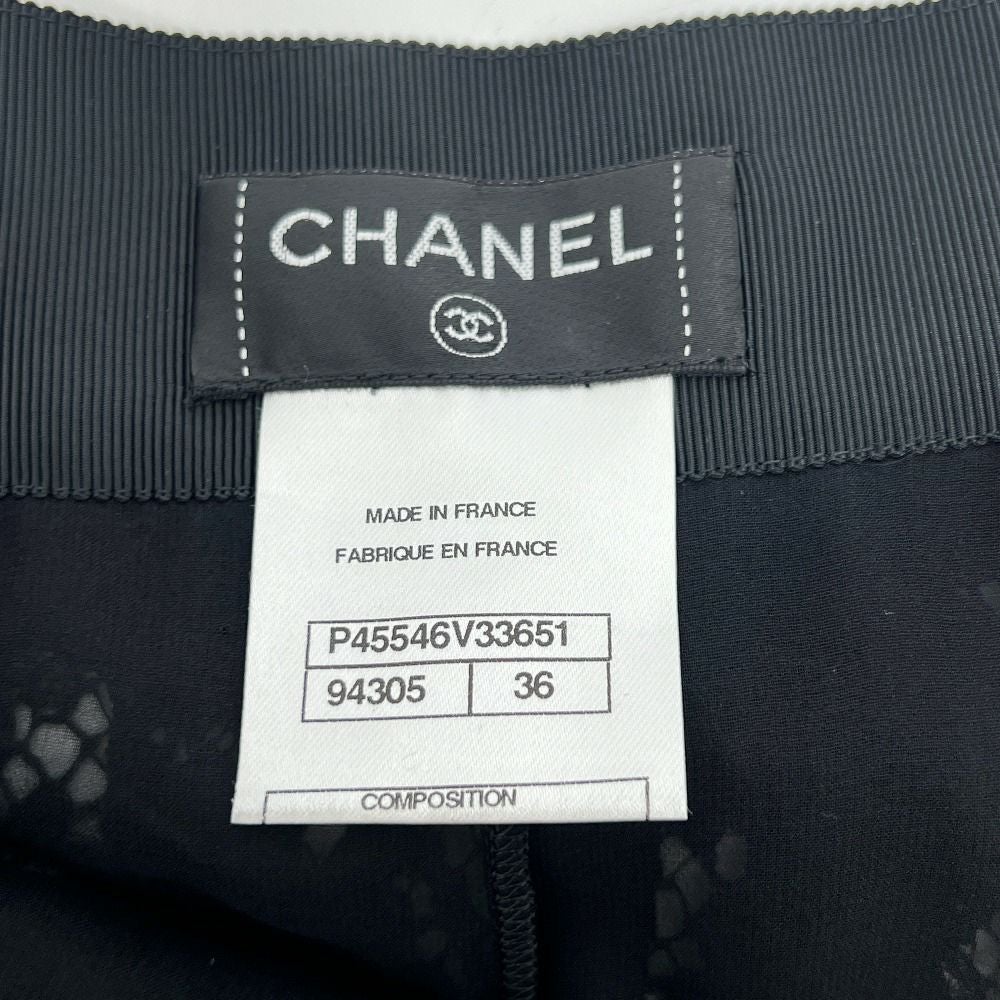 CHANEL
MADE IN FRANCE
FABRIQUE EN FRANCE
P45546V33651
94305 36
COMPOSITION